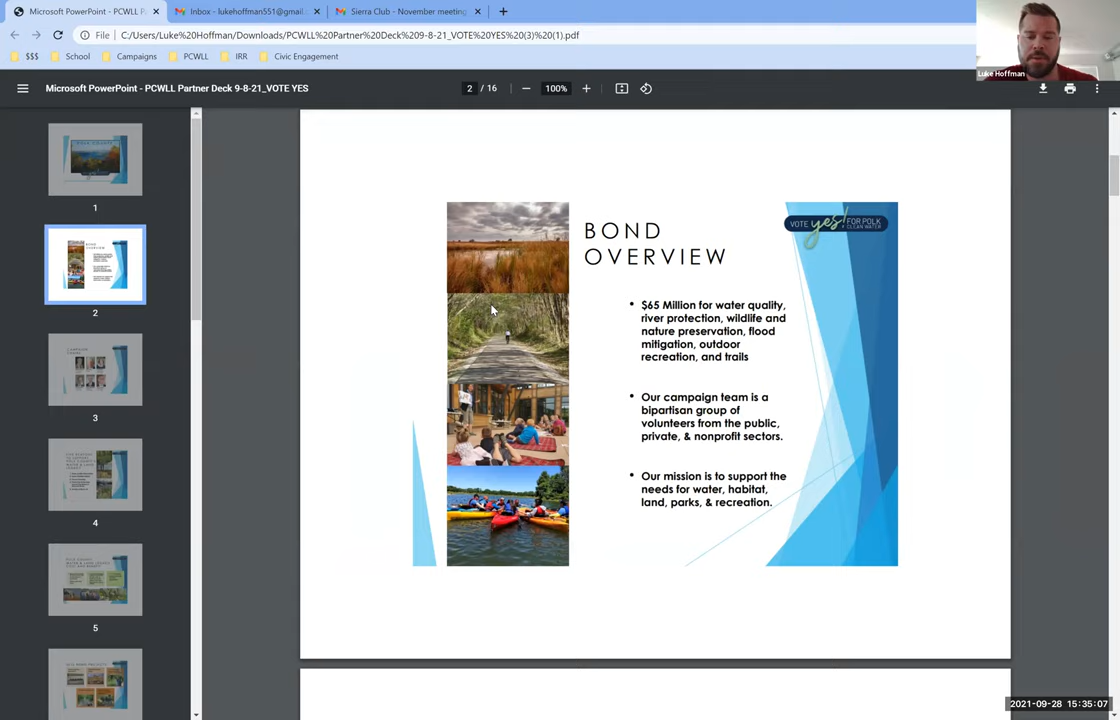 Microsoft PowerPoint - PCWLL Pa
Inbox - lukehoffman551@gmail.
Sierra Club - November meeting
File
C:/Users/Luke%20Hoffman/Downloads/PCWLL%20Partner%20Deck%209-8-21_VOTE%20YES%20(3)%20(1).pdf
$$$
School
Campaigns
PCWLL
IRR
Civic Engagement
Luke Hoffman
Microsoft PowerPoint - PCWLL Partner Deck 9-8-21_VOTE YES
2 / 16
100%
1
2
3
4
5
VOTE yes! FOR POLK
CLEAN WATER
BOND
OVERVIEW
• $65 Million for water quality,
river protection, wildlife and
nature preservation, flood
mitigation, outdoor
recreation, and trails
• Our campaign team is a
bipartisan group of
volunteers from the public,
private, & nonprofit sectors.
• Our mission is to support the
needs for water, habitat,
land, parks, & recreation.
2021-09-28 15:35:07